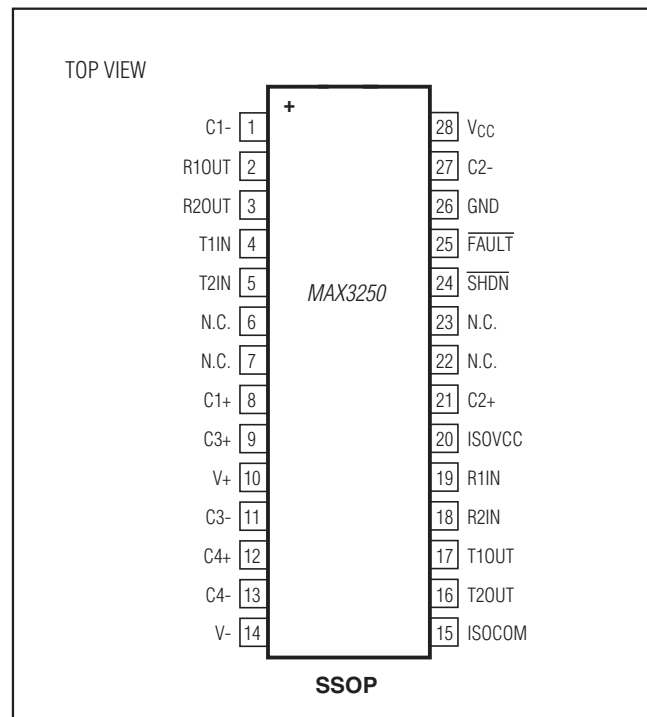 TOP VIEW
+
C1- 1 28 VCC
R1OUT 2 27 C2-
R2OUT 3 26 GND
T1IN 4 25 FAULT
T2IN 5 24 SHDN
MAX3250
N.C. 6 23 N.C.
N.C. 7 22 N.C.
C1+ 8 21 C2+
C3+ 9 20 ISOVCC
V+ 10 19 R1IN
C3- 11 18 R2IN
C4+ 12 17 T1OUT
C4- 13 16 T2OUT
V- 14 15 ISOCOM
SSOP